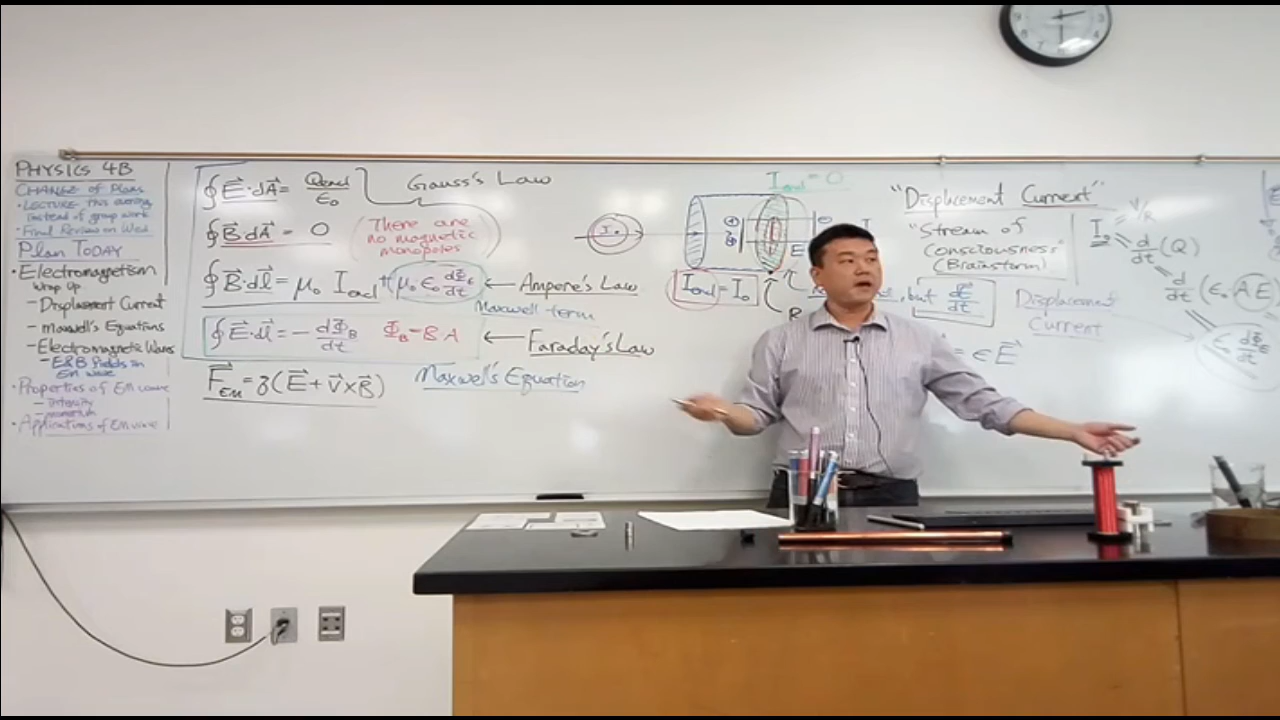 PHYSICS 4B
CHANGE of Plans
• LECTURE this evening
instead of group work
• Final Review on Wed.
Plan Today
• Electromagnetism
Wrap Up
- Displacement Current
- Maxwell's Equations
- Electromagnetic Waves
- E&B fields in
EM wave
• Properties of EM wave
- intensity
- momentum
• Applications of EM wave
∮E⃗·dA⃗ = Qencl/ε₀
Gauss's Law
∮B⃗·dA⃗ = 0
(There are
no magnetic
monopoles)
∮B⃗·dl⃗ = μ₀ Iencl + μ₀ ε₀ dΦE/dt ← Ampere's Law
Maxwell term
∮E⃗·dl⃗ = - dΦB/dt ΦB = BA ← Faraday's Law
F⃗EM = q(E⃗ + v⃗ × B⃗)
Maxwell's Equation
Iencl = 0
I₀
E
Iencl = I₀
, but dE⃗/dt
= εE⃗
"Displacement Current"
"Stream of
Consciousness"
(Brainstorm)
Displacement
Current
I₀ = V/R
= d/dt (Q)
= d/dt (ε₀ AE)
= ε₀ dΦE/dt